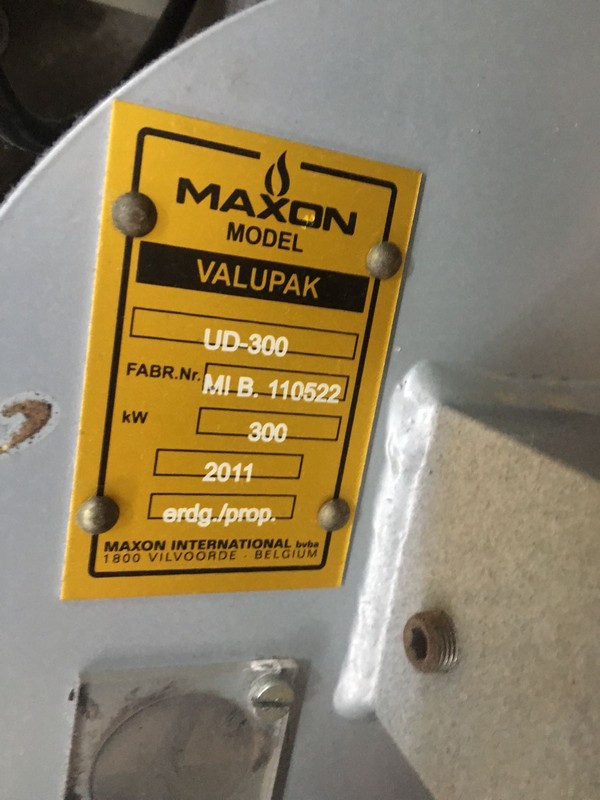 MAXON
MODEL
VALUPAK
UD-300
FABR.Nr. MI B. 110522
kW 300
2011
erdg./prop.
MAXON INTERNATIONAL bvba
1800 VILVOORDE - BELGIUM